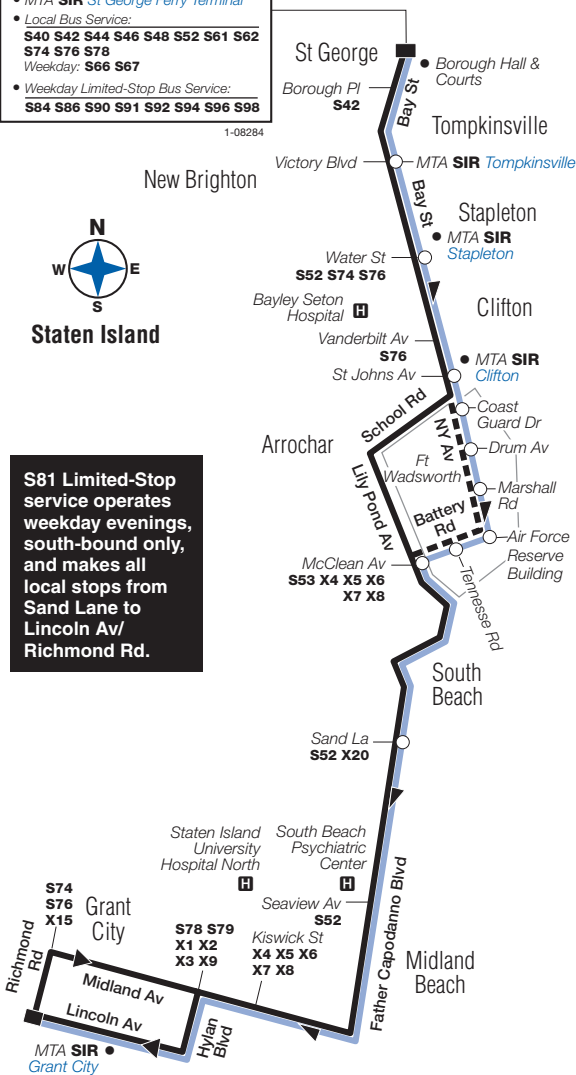 • MTA SIR St George Ferry Terminal
• Local Bus Service:
S40 S42 S44 S46 S48 S52 S61 S62
S74 S76 S78
Weekday: S66 S67
• Weekday Limited-Stop Bus Service:
S84 S86 S90 S91 S92 S94 S96 S98
1-08284
St George
• Borough Hall &
Courts
Borough Pl
S42
Bay St
Tompkinsville
Victory Blvd
MTA SIR Tompkinsville
New Brighton
Bay St
Stapleton
• MTA SIR
Stapleton
N
W E
S
Staten Island
Water St
S52 S74 S76
Bayley Seton
Hospital H
Clifton
Vanderbilt Av
S76
• MTA SIR
Clifton
St Johns Av
School Rd
Coast
Guard Dr
NY Av
Drum Av
Arrochar
Ft
Wadsworth
Lily Pond Av
Marshall
Rd
Battery
Rd
Air Force
Reserve
Building
McClean Av
S53 X4 X5 X6
X7 X8
Tennesse Rd
S81 Limited-Stop
service operates
weekday evenings,
south-bound only,
and makes all
local stops from
Sand Lane to
Lincoln Av/
Richmond Rd.
South
Beach
Sand La
S52 X20
Staten Island
University
Hospital North
H
South Beach
Psychiatric
Center
H
Father Capodanno Blvd
Seaview Av
S52
S74
S76
X15
Grant
City
S78 S79
X1 X2
X3 X9
Kiswick St
X4 X5 X6
X7 X8
Midland
Beach
Richmond
Rd
Midland Av
Lincoln Av
Hylan
Blvd
MTA SIR •
Grant City